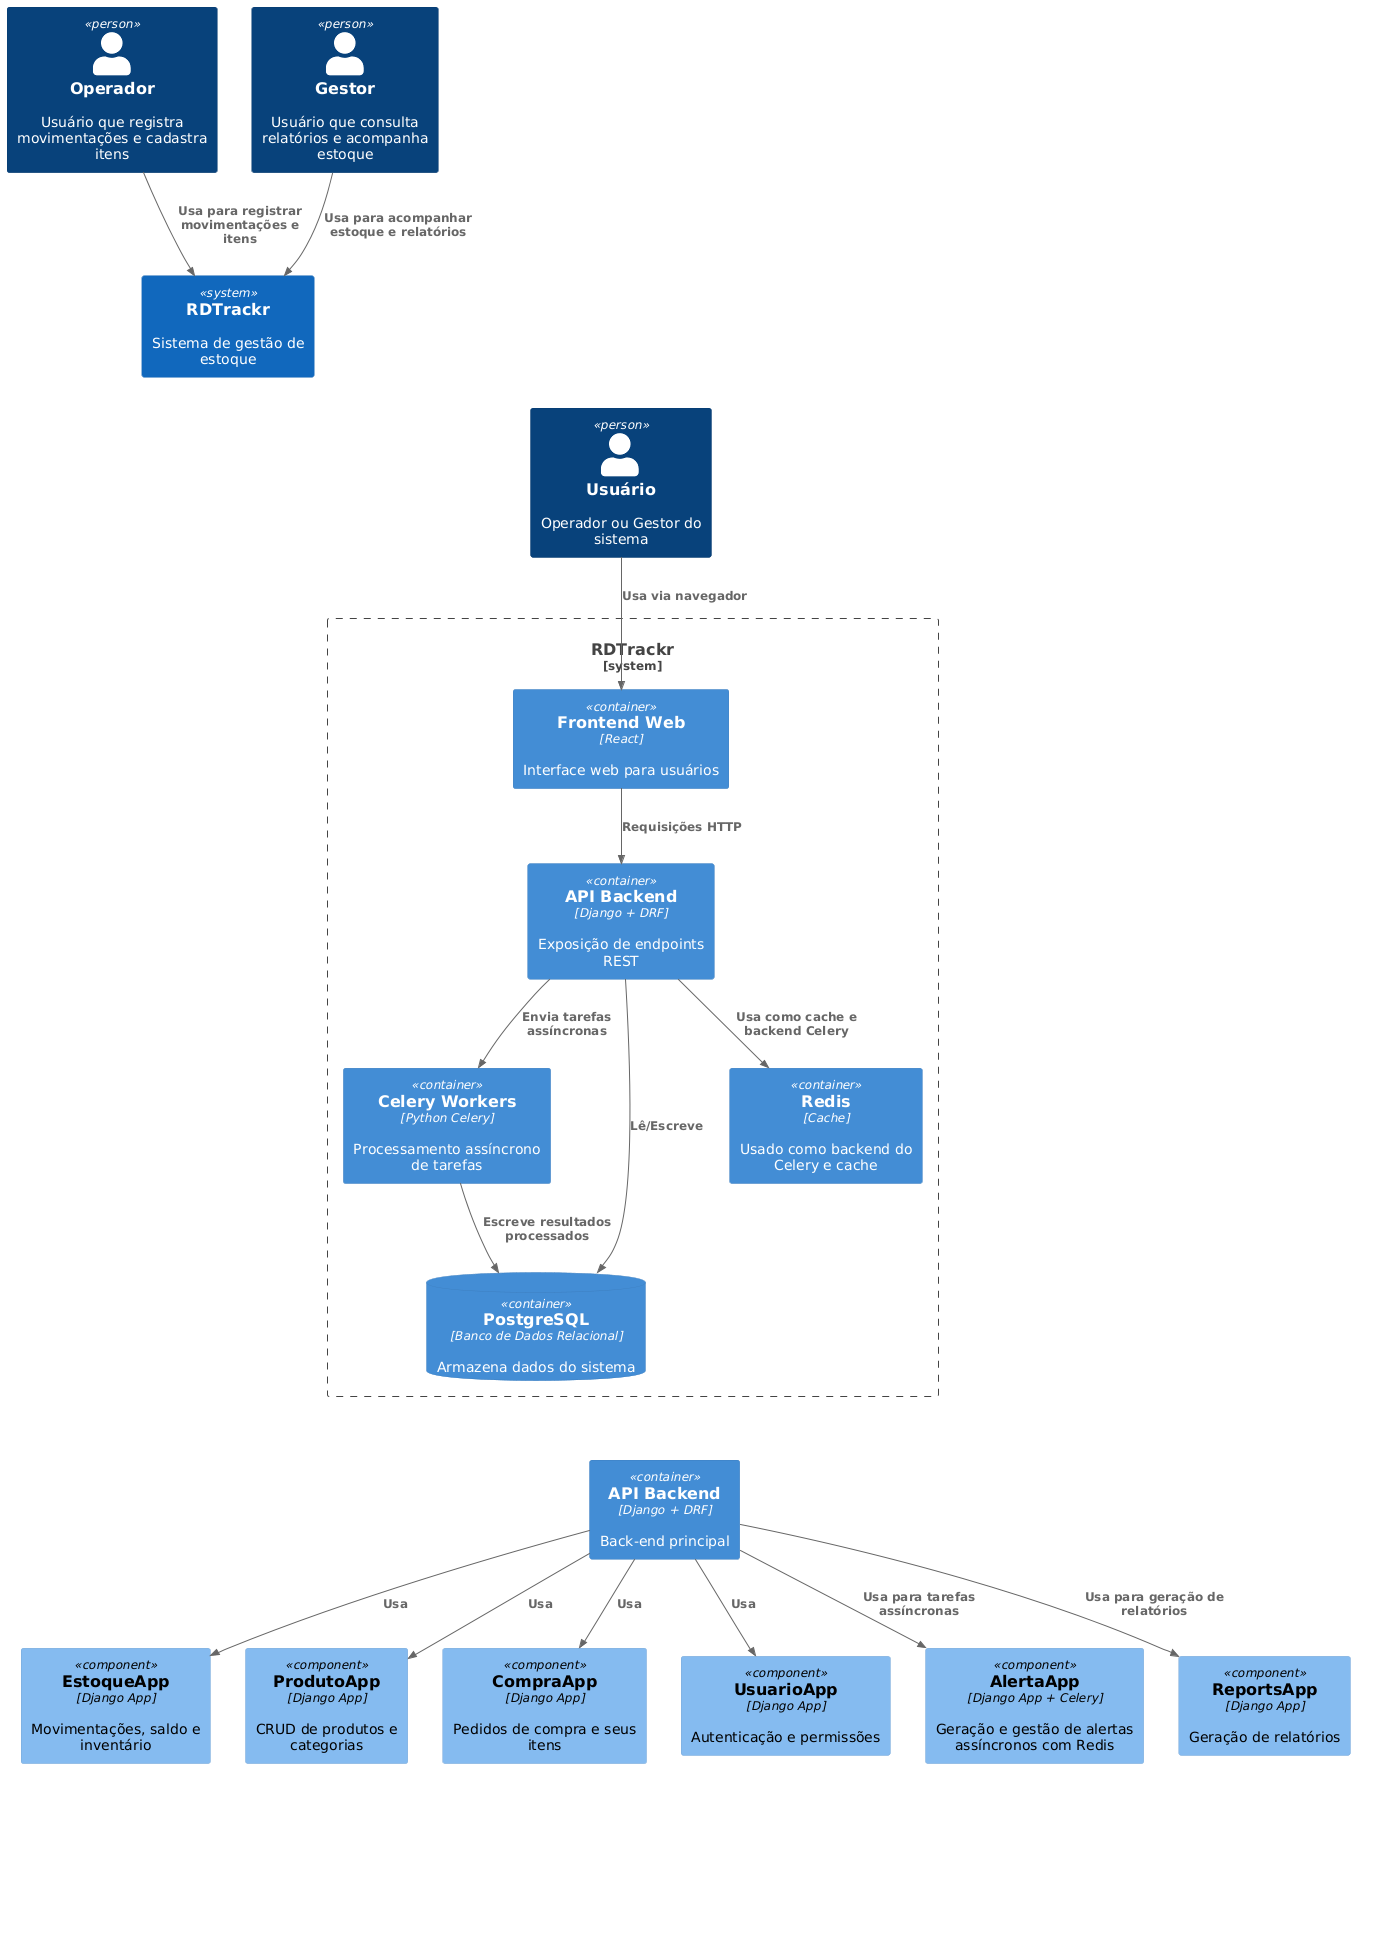 «person»
Operador
Usuário que registra
movimentações e cadastra
itens
«person»
Gestor
Usuário que consulta
relatórios e acompanha
estoque
Usa para registrar
movimentações e
itens
Usa para acompanhar
estoque e relatórios
«system»
RDTrackr
Sistema de gestão de
estoque
«person»
Usuário
Operador ou Gestor do
sistema
Usa via navegador
RDTrackr
[system]
«container»
Frontend Web
[React]
Interface web para usuários
Requisições HTTP
«container»
API Backend
[Django + DRF]
Exposição de endpoints
REST
Envia tarefas
assíncronas
Usa como cache e
backend Celery
«container»
Celery Workers
[Python Celery]
Processamento assíncrono
de tarefas
Lê/Escreve
«container»
Redis
[Cache]
Usado como backend do
Celery e cache
Escreve resultados
processados
«container»
PostgreSQL
[Banco de Dados Relacional]
Armazena dados do sistema
«container»
API Backend
[Django + DRF]
Back-end principal
Usa
Usa
Usa
Usa
Usa para tarefas
assíncronas
Usa para geração de
relatórios
«component»
EstoqueApp
[Django App]
Movimentações, saldo e
inventário
«component»
ProdutoApp
[Django App]
CRUD de produtos e
categorias
«component»
CompraApp
[Django App]
Pedidos de compra e seus
itens
«component»
UsuarioApp
[Django App]
Autenticação e permissões
«component»
AlertaApp
[Django App + Celery]
Geração e gestão de alertas
assíncronos com Redis
«component»
ReportsApp
[Django App]
Geração de relatórios